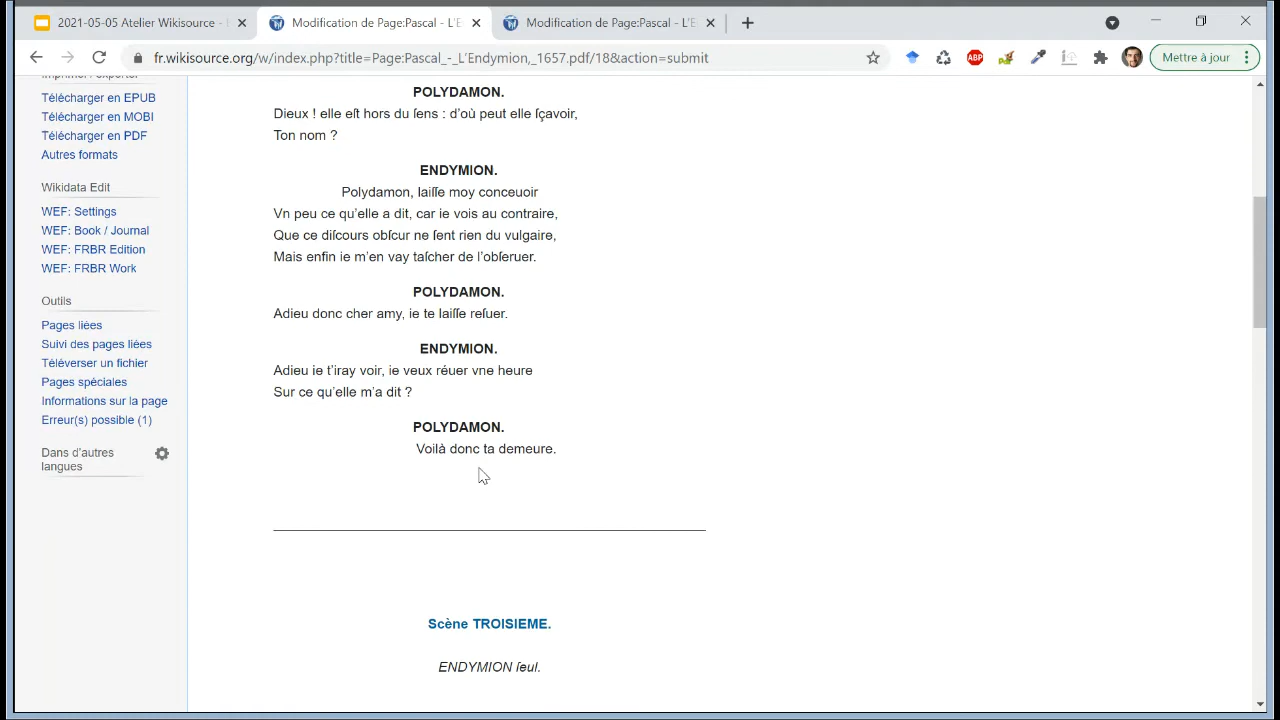 2021-05-05 Atelier Wikisource -
Modification de Page:Pascal - L'E
Modification de Page:Pascal - L'E
fr.wikisource.org/w/index.php?title=Page:Pascal_-_L'Endymion,_1657.pdf/18&action=submit
ABP
Mettre à jour
Imprimer / exporter
Télécharger en EPUB
Télécharger en MOBI
Télécharger en PDF
Autres formats
Wikidata Edit
WEF: Settings
WEF: Book / Journal
WEF: FRBR Edition
WEF: FRBR Work
Outils
Pages liées
Suivi des pages liées
Téléverser un fichier
Pages spéciales
Informations sur la page
Erreur(s) possible (1)
Dans d'autres
langues
POLYDAMON.
Dieux ! elle eſt hors du ſens : d'où peut elle ſçavoir,
Ton nom ?
ENDYMION.
Polydamon, laiſſe moy conceuoir
Vn peu ce qu'elle a dit, car ie vois au contraire,
Que ce diſcours obſcur ne ſent rien du vulgaire,
Mais enfin ie m'en vay taſcher de l'obſeruer.
POLYDAMON.
Adieu donc cher amy, ie te laiſſe reſuer.
ENDYMION.
Adieu ie t'iray voir, ie veux réuer vne heure
Sur ce qu'elle m'a dit ?
POLYDAMON.
Voilà donc ta demeure.
Scène TROISIEME.
ENDYMION ſeul.